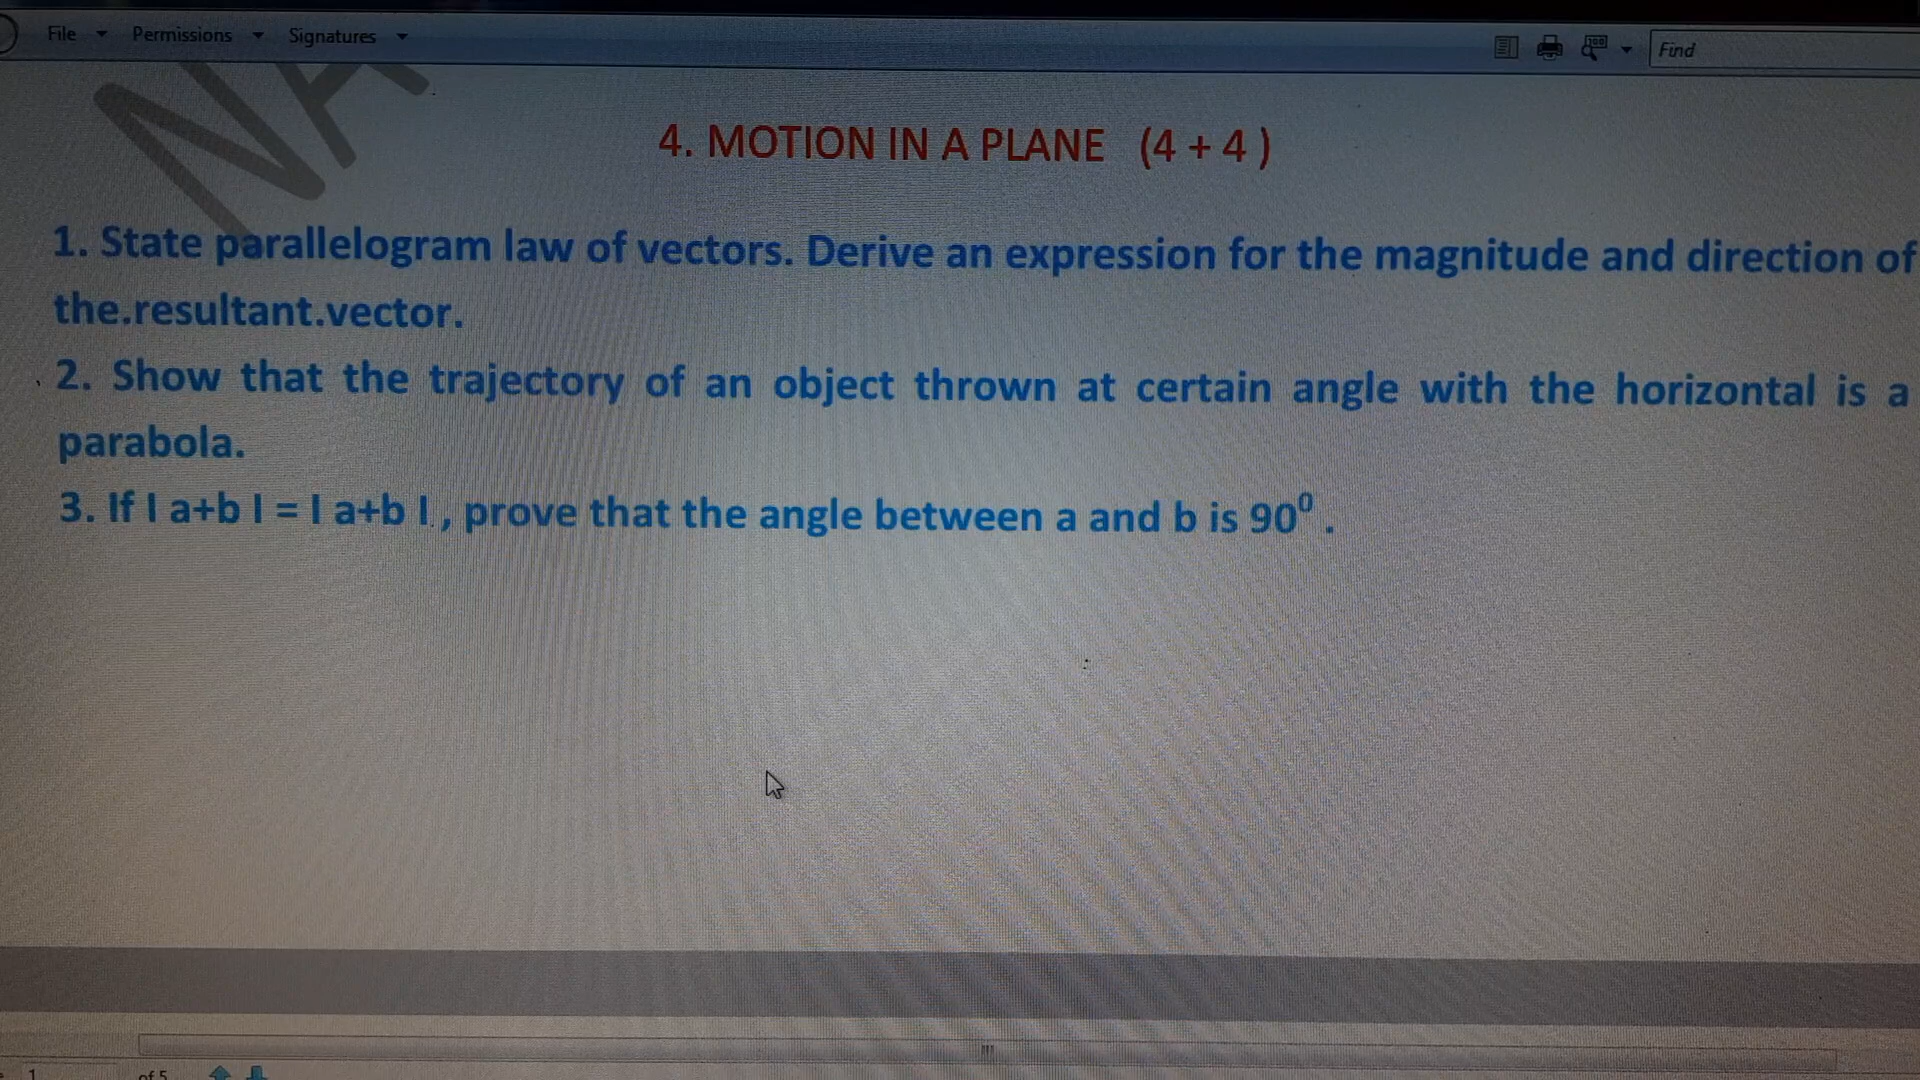 File Permissions Signatures Find
NA
4. MOTION IN A PLANE (4 + 4 )
1. State parallelogram law of vectors. Derive an expression for the magnitude and direction of
the.resultant.vector.
2. Show that the trajectory of an object thrown at certain angle with the horizontal is a
parabola.
3. If I a+b I = I a+b I , prove that the angle between a and b is 90⁰ .
1 of 5